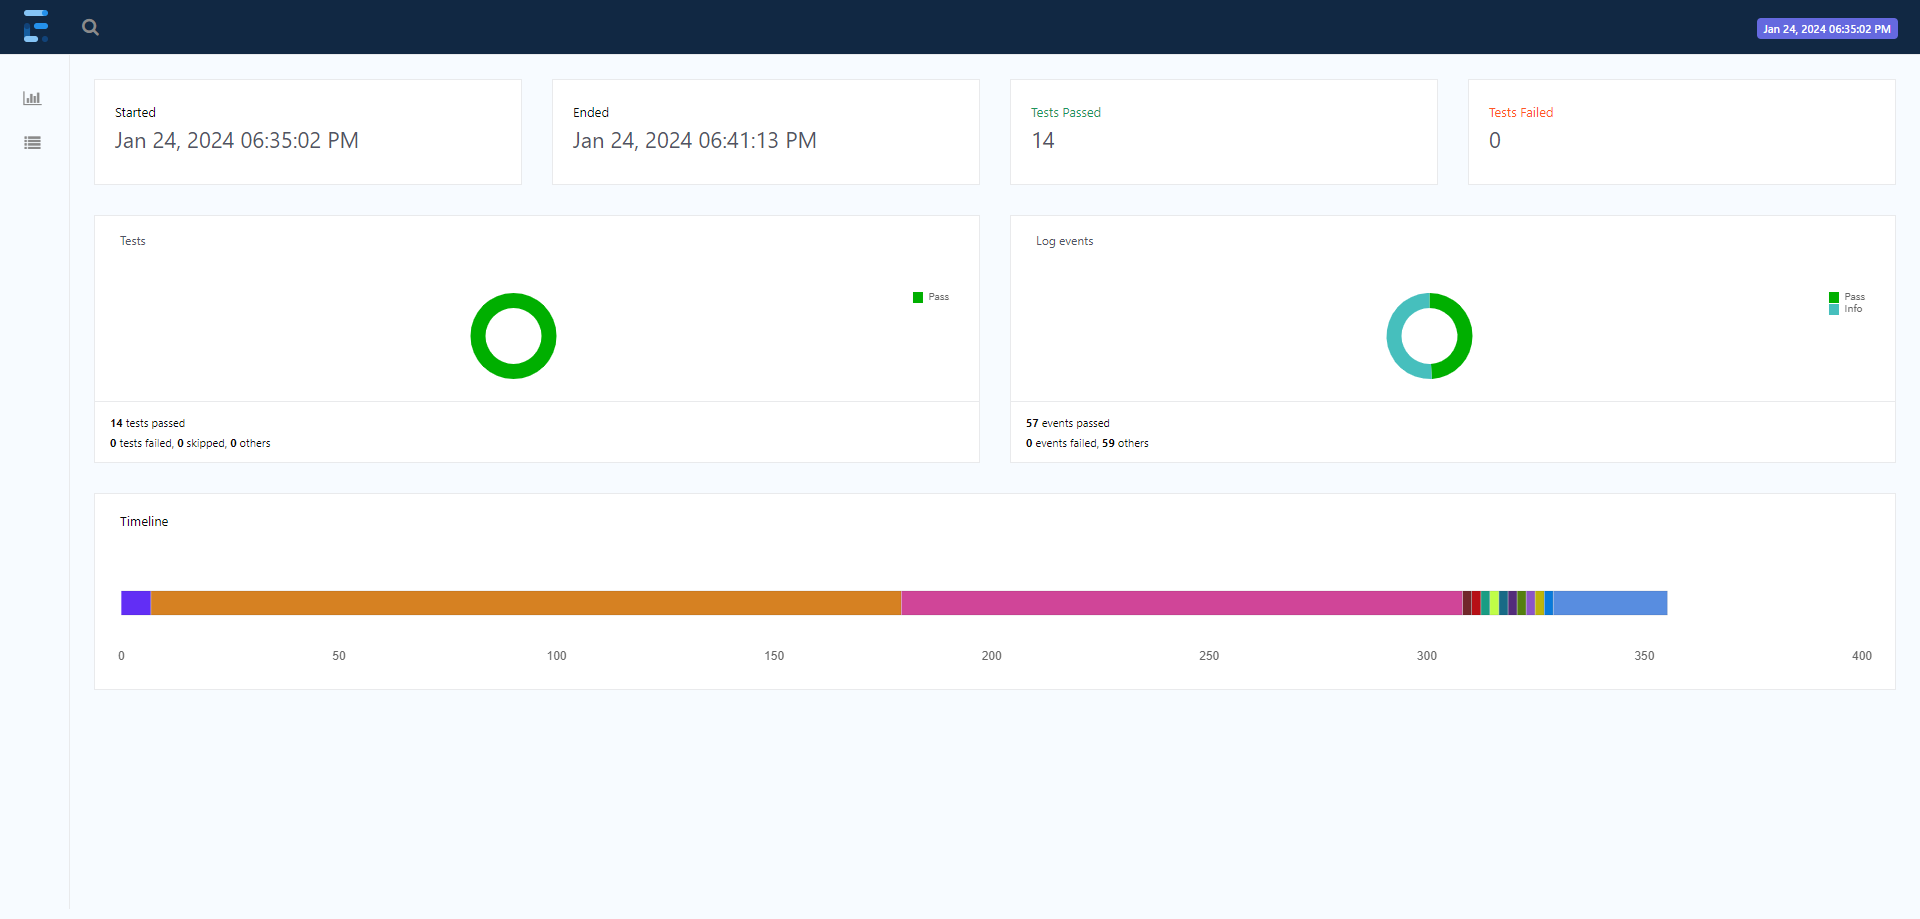 Jan 24, 2024 06:35:02 PM
Started
Jan 24, 2024 06:35:02 PM
Ended
Jan 24, 2024 06:41:13 PM
Tests Passed
14
Tests Failed
0
Tests
Pass
14 tests passed
0 tests failed, 0 skipped, 0 others
Log events
Pass
Info
57 events passed
0 events failed, 59 others
Timeline
0 50 100 150 200 250 300 350 400